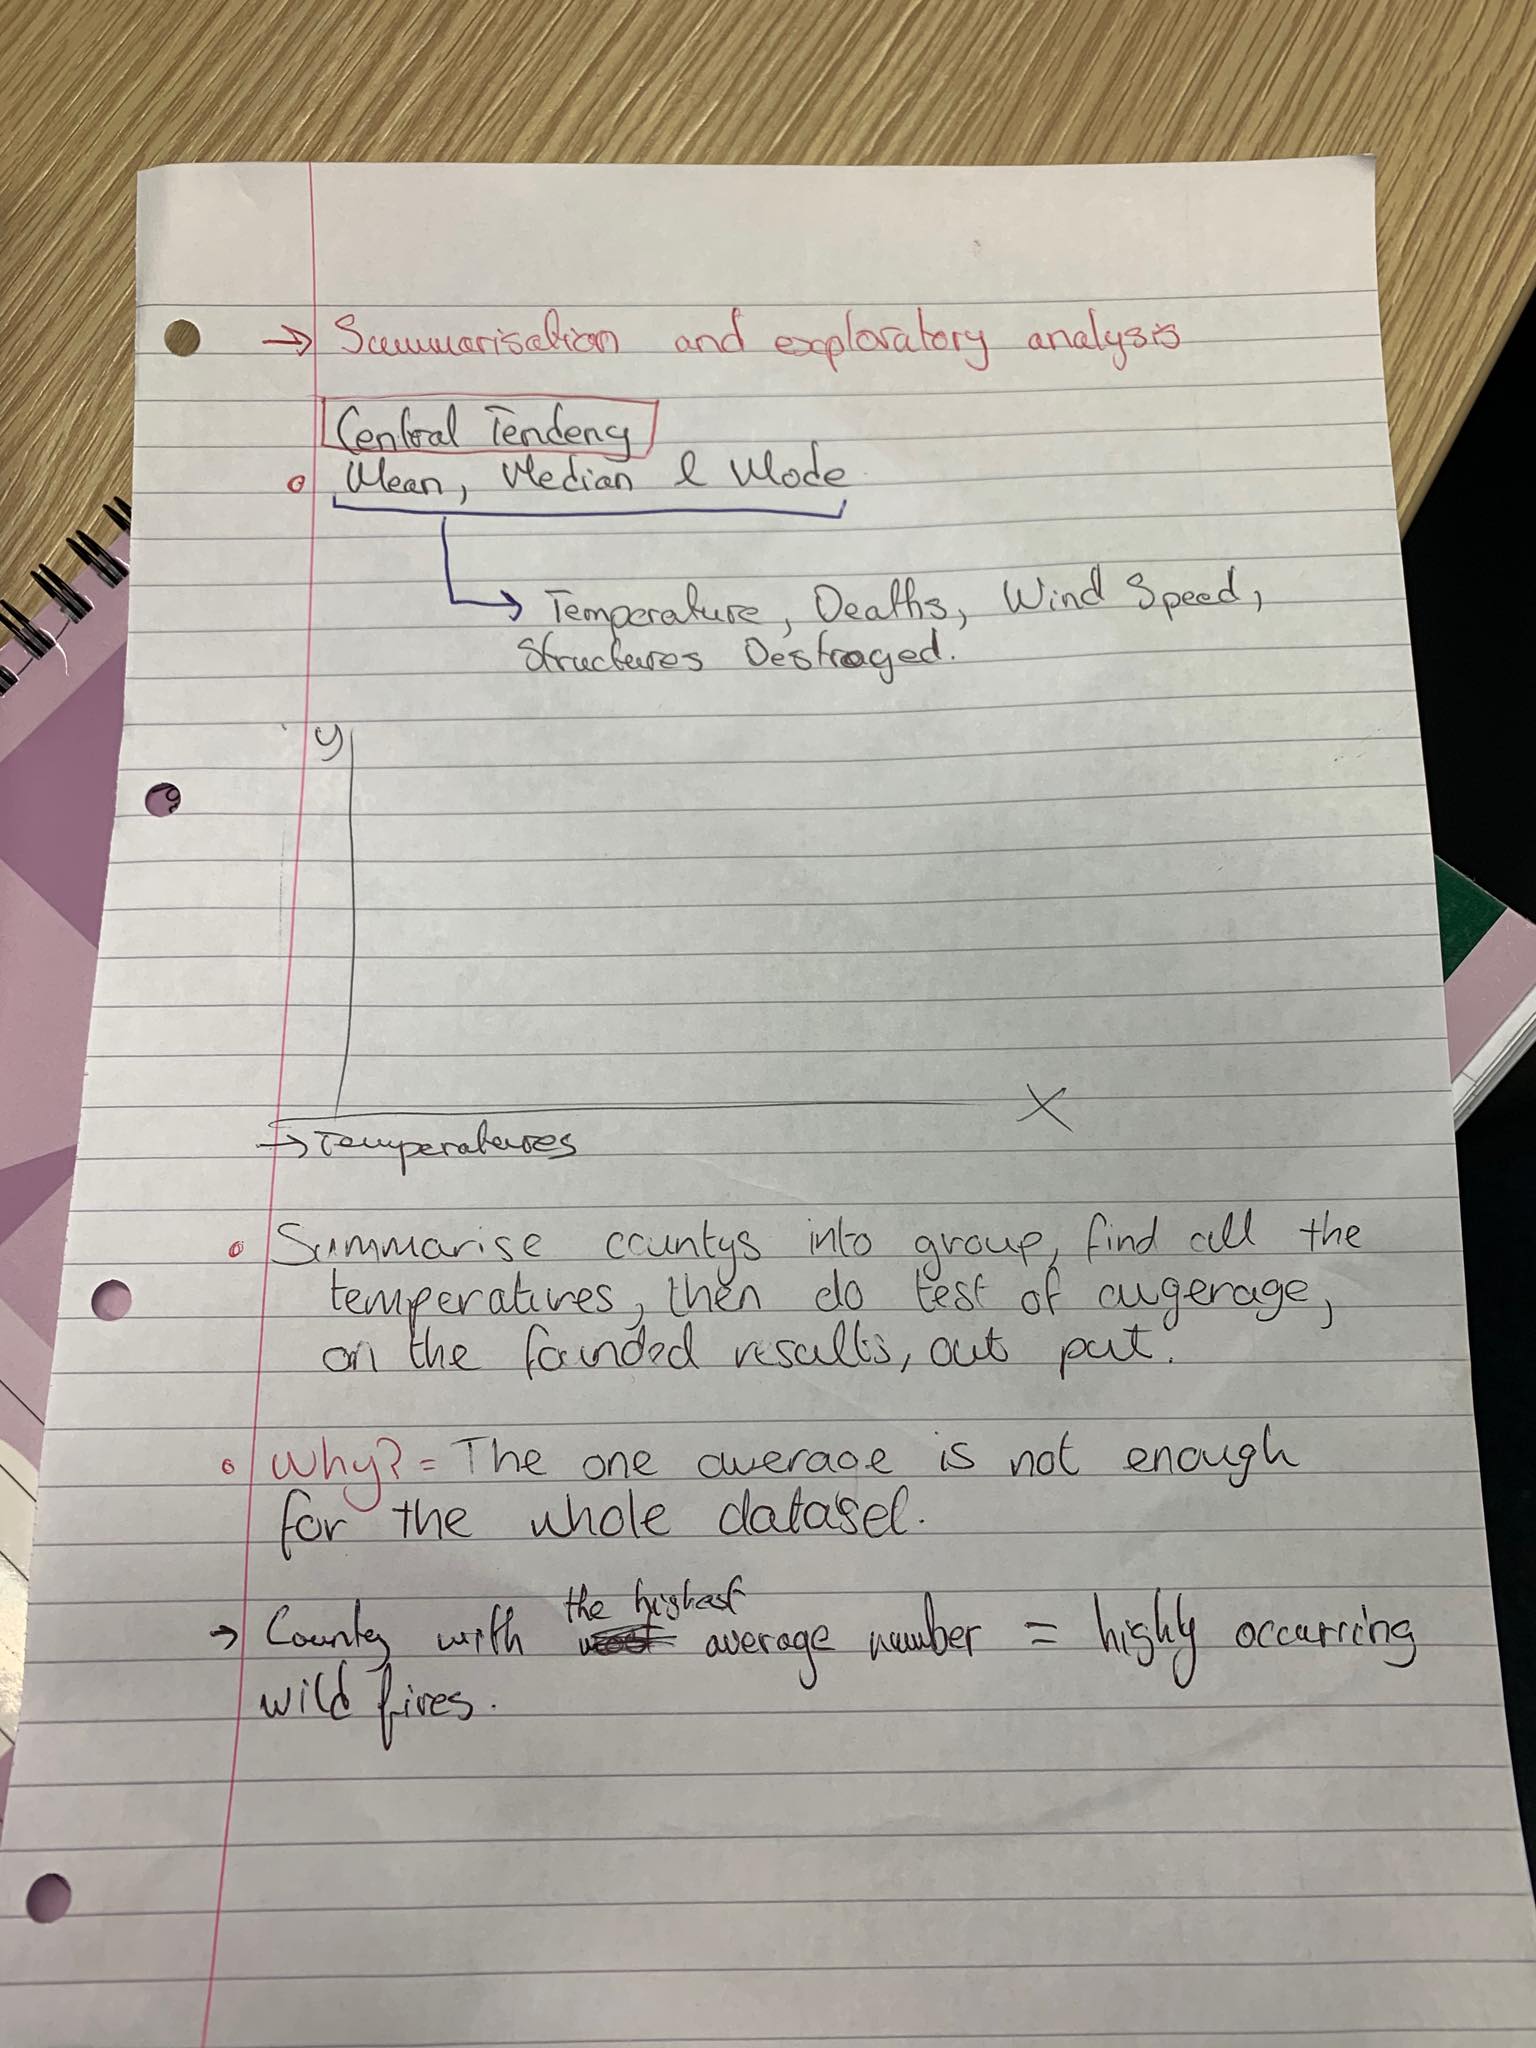 → Summarisation and exploratory analysis
Central Tendency
Mean, Median & Mode
→ Temperature, Deaths, Wind Speed,
Structures Destroyed.
y
x
→ Temperatures
Summarise countys into group, find all the
temperatures, then do test of avgerage,
on the founded results, out put.
Why? = The one average is not enough
for the whole dataset.
the highest
→ County with average number = highly occurring
wild fires.